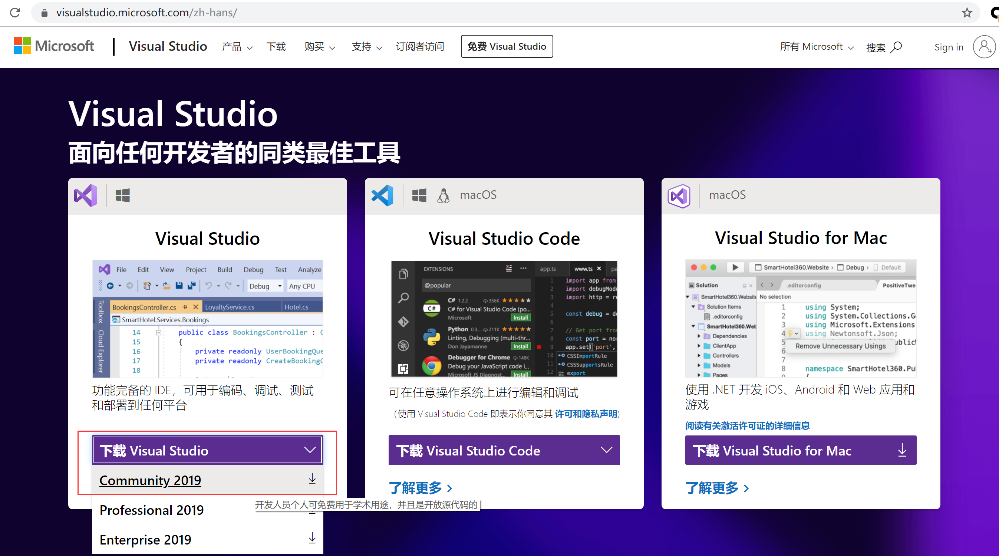 visualstudio.microsoft.com/zh-hans/
Microsoft
Visual Studio
产品
下载
购买
支持
订阅者访问
免费 Visual Studio
所有 Microsoft
搜索
Sign in
Visual Studio
面向任何开发者的同类最佳工具
Visual Studio
File Edit View Project Build Debug Test Analyze
Debug Any CPU
Toolbox
Cloud Explorer
BookingsController.cs LoyaltyService.cs Hotel.cs
SmartHotel.Services.Bookings
14 public class BookingsController :
15 {
16 private readonly UserBookingQue
17 private readonly CreateBooking
18
功能完备的 IDE，可用于编码、调试、测试
和部署到任何平台
下载 Visual Studio
Community 2019
Professional 2019
Enterprise 2019
开发人员个人可免费用于学术用途，并且是开放源代码的
macOS
Visual Studio Code
EXTENSIONS
@popular
C# 1.2.2 356K
C#
C# for Visual Studio Code (po...
Microsoft Install
Python 0.3.... 211K
Linting, Debugging (multi-thr...
Don Jayamanne Install
Debugger for Chrome 148K
Debug your JavaScript code i...
Microsoft JS Diagnost... Install
app.ts www.ts pa
1 import app from
2 import debugModu
3 import http = re
4
5 const debug = de
6
7 // Get port from
8 const port = nor
9 app.set('port',
10 CSSImportRule
11 CSSSupportsRule
12 export
可在任意操作系统上进行编辑和调试
（使用 Visual Studio Code 即表示你同意其 许可和隐私声明)
下载 Visual Studio Code
了解更多
macOS
Visual Studio for Mac
SmartHotel360.Website Debug Default
Solution
SmartHotel360.Website
Solution Items
.editorconfig
SmartHotel360.Web
Dependencies
ClientApp
Controllers
Models
Pages
.editorconfig PositiveTwe
No selection
1 using System;
2 using System.Collections.Ge
3 using Microsoft.Extensions
4 using Newtonsoft.Json;
5 ublicW
Remove Unnecessary Usings
6
7
8 namespace SmartHotel360.Pu
9 {
使用 .NET 开发 iOS、Android 和 Web 应用和
游戏
阅读有关激活许可证的详细信息
下载 Visual Studio for Mac
了解更多